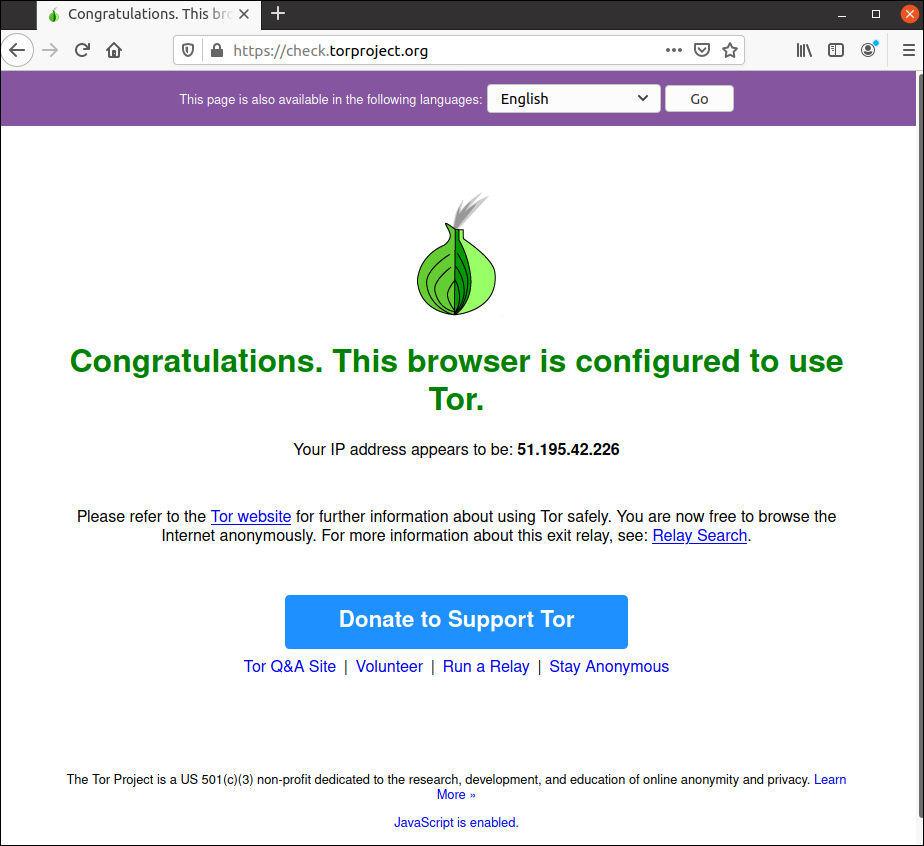 Congratulations. This bro
https://check.torproject.org
This page is also available in the following languages: English Go
Congratulations. This browser is configured to use
Tor.
Your IP address appears to be: 51.195.42.226
Please refer to the Tor website for further information about using Tor safely. You are now free to browse the
Internet anonymously. For more information about this exit relay, see: Relay Search.
Donate to Support Tor
Tor Q&A Site | Volunteer | Run a Relay | Stay Anonymous
The Tor Project is a US 501(c)(3) non-profit dedicated to the research, development, and education of online anonymity and privacy. Learn
More »
JavaScript is enabled.